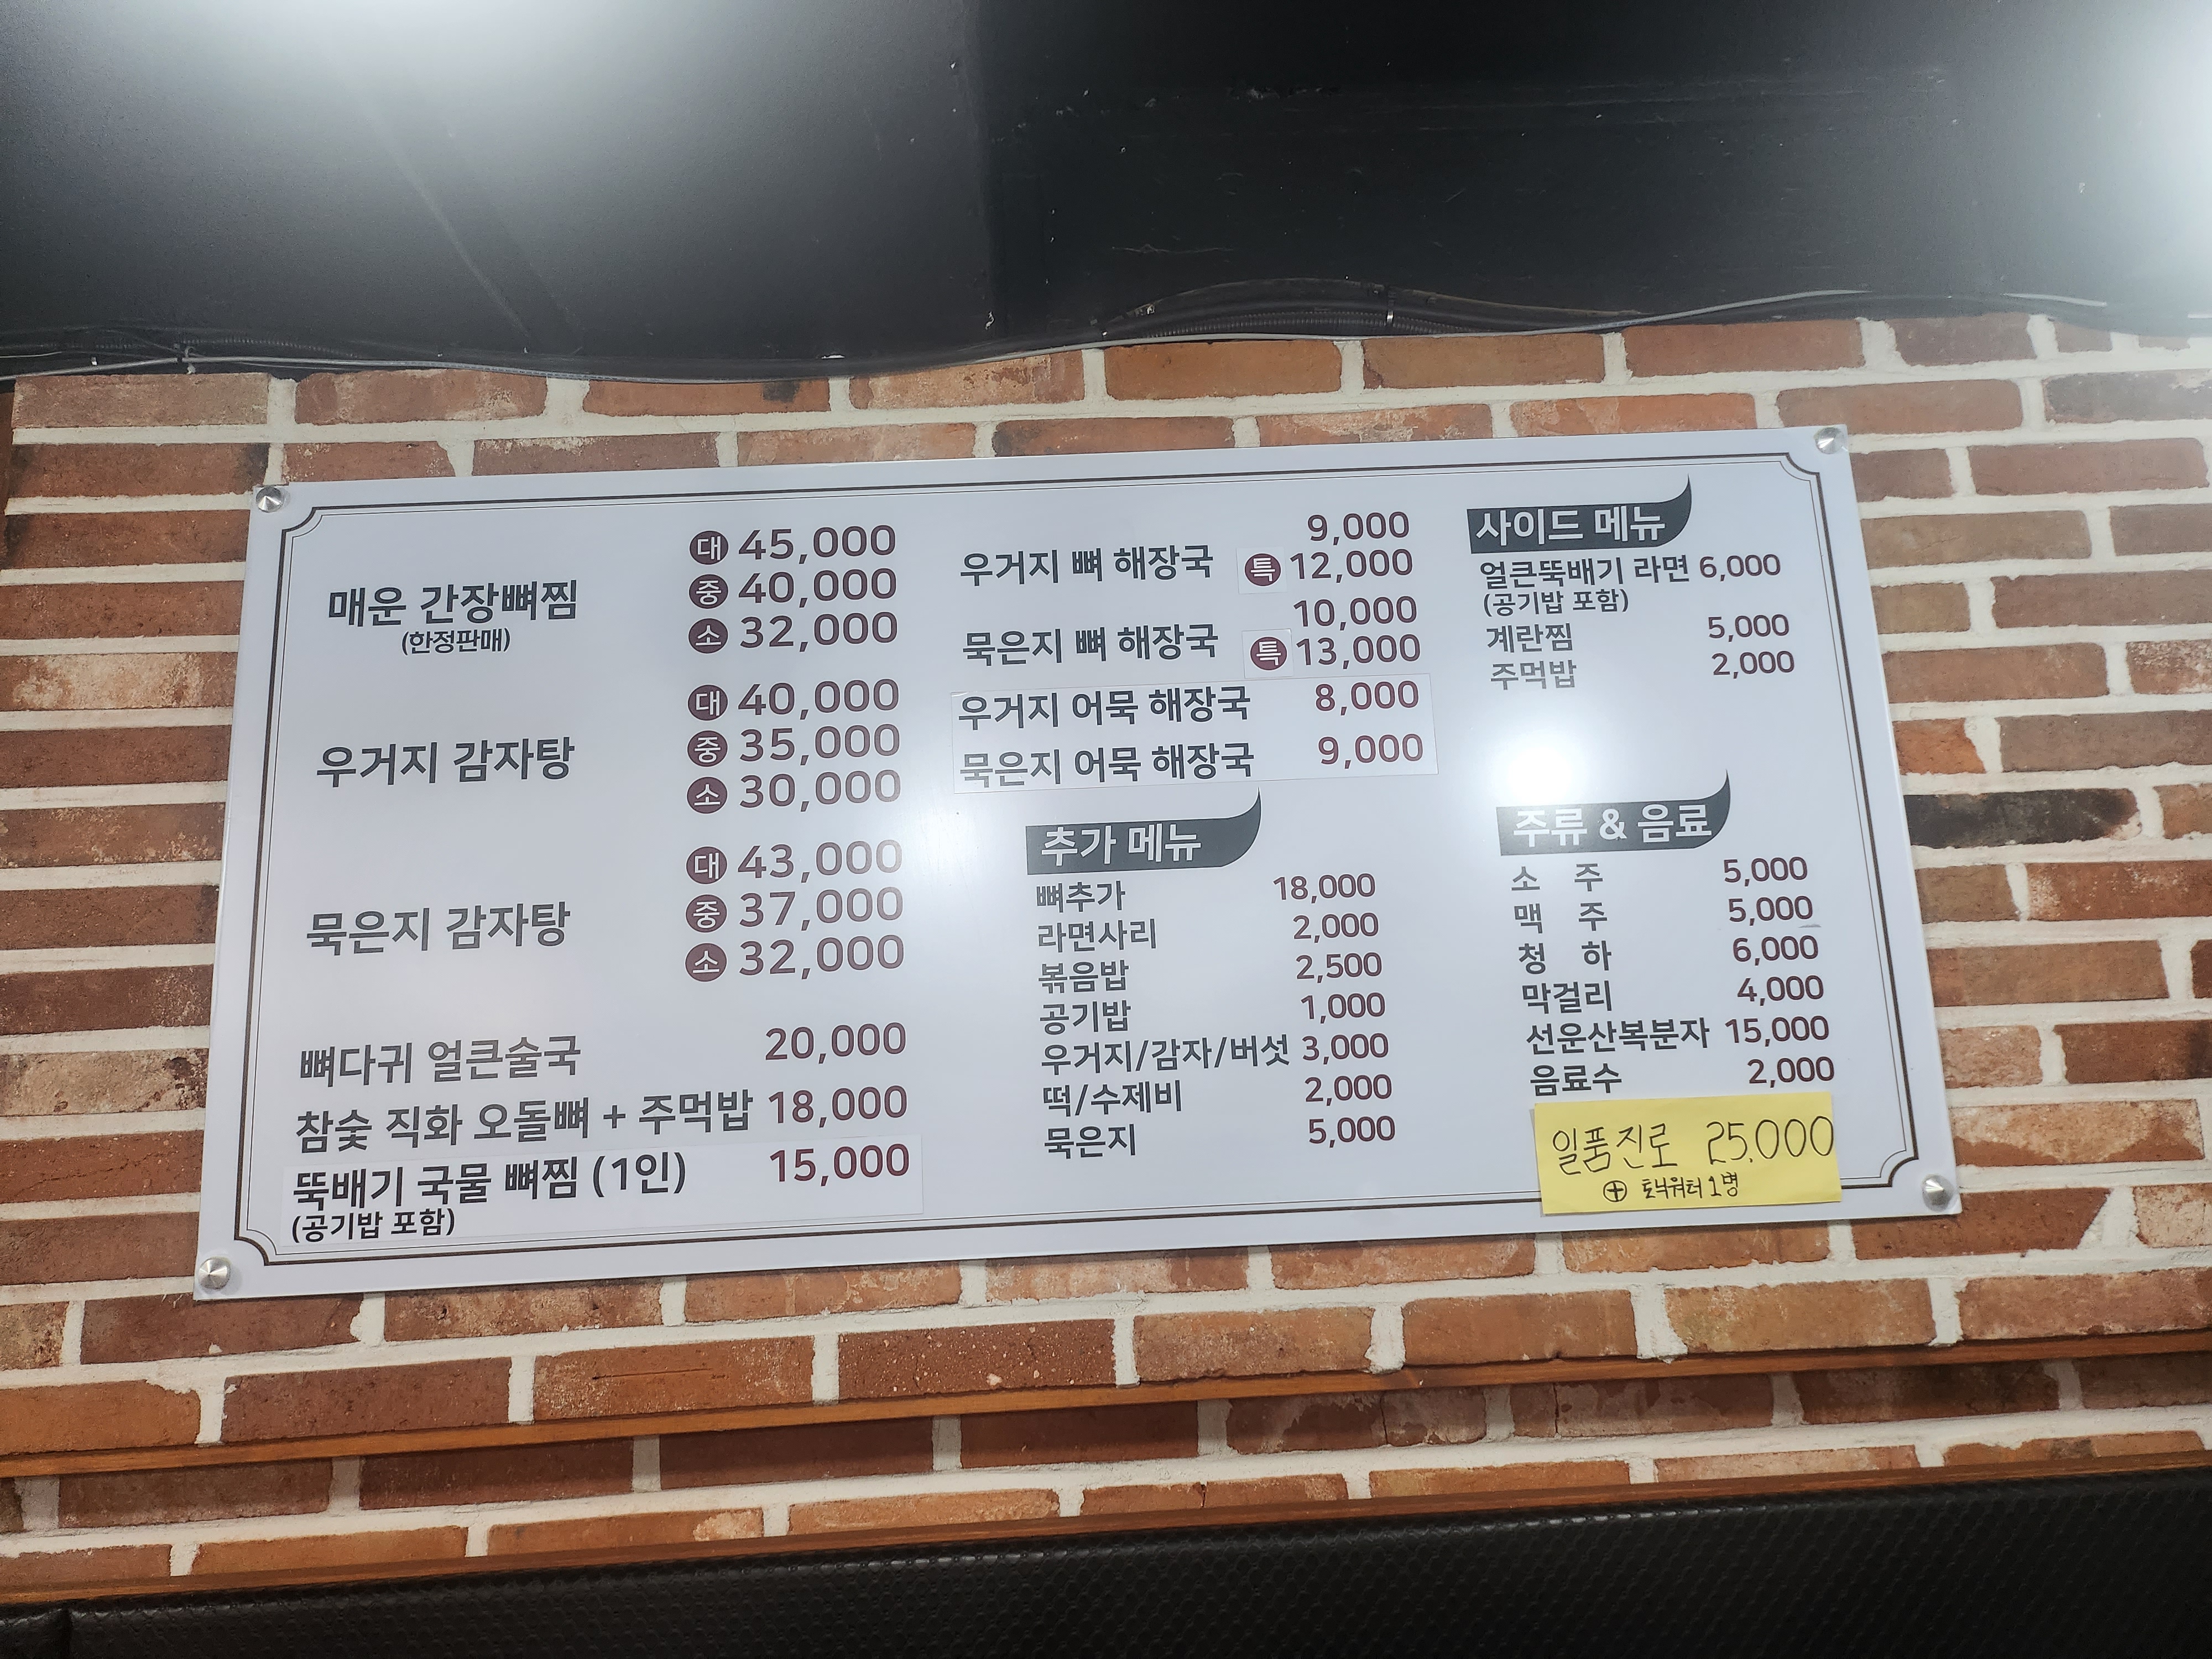 매운 간장뼈찜
(한정판매)
대 45,000
중 40,000
소 32,000
우거지 감자탕
대 40,000
중 35,000
소 30,000
묵은지 감자탕
대 43,000
중 37,000
소 32,000
뼈다귀 얼큰술국 20,000
참숯 직화 오돌뼈 + 주먹밥 18,000
뚝배기 국물 뼈찜 (1인) 15,000
(공기밥 포함)
우거지 뼈 해장국 9,000
특 12,000
묵은지 뼈 해장국 10,000
특 13,000
우거지 어묵 해장국 8,000
묵은지 어묵 해장국 9,000
추가 메뉴
뼈추가 18,000
라면사리 2,000
볶음밥 2,500
공기밥 1,000
우거지/감자/버섯 3,000
떡/수제비 2,000
묵은지 5,000
사이드 메뉴
얼큰뚝배기 라면 6,000
(공기밥 포함)
계란찜 5,000
주먹밥 2,000
주류 & 음료
소 주 5,000
맥 주 5,000
청 하 6,000
막걸리 4,000
선운산복분자 15,000
음료수 2,000
일품진로 25,000
⊕ 토닉워터 1병